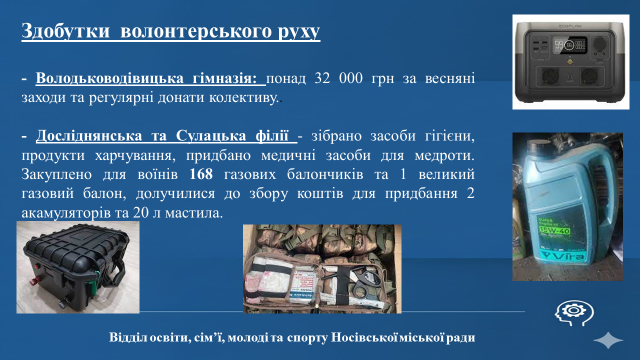 Здобутки волонтерського руху
- Володьководівицька гімназія: понад 32 000 грн за весняні
заходи та регулярні донати колективу..
- Досліднянська та Сулацька філії - зібрано засоби гігієни,
продукти харчування, придбано медичні засоби для медроти.
Закуплено для воїнів 168 газових балончиків та 1 великий
газовий балон, долучилися до збору коштів для придбання 2
акамуляторів та 20 л мастила.
15W-40
Vira
Відділ освіти, сім’ї, молоді та спорту Носівської міської ради